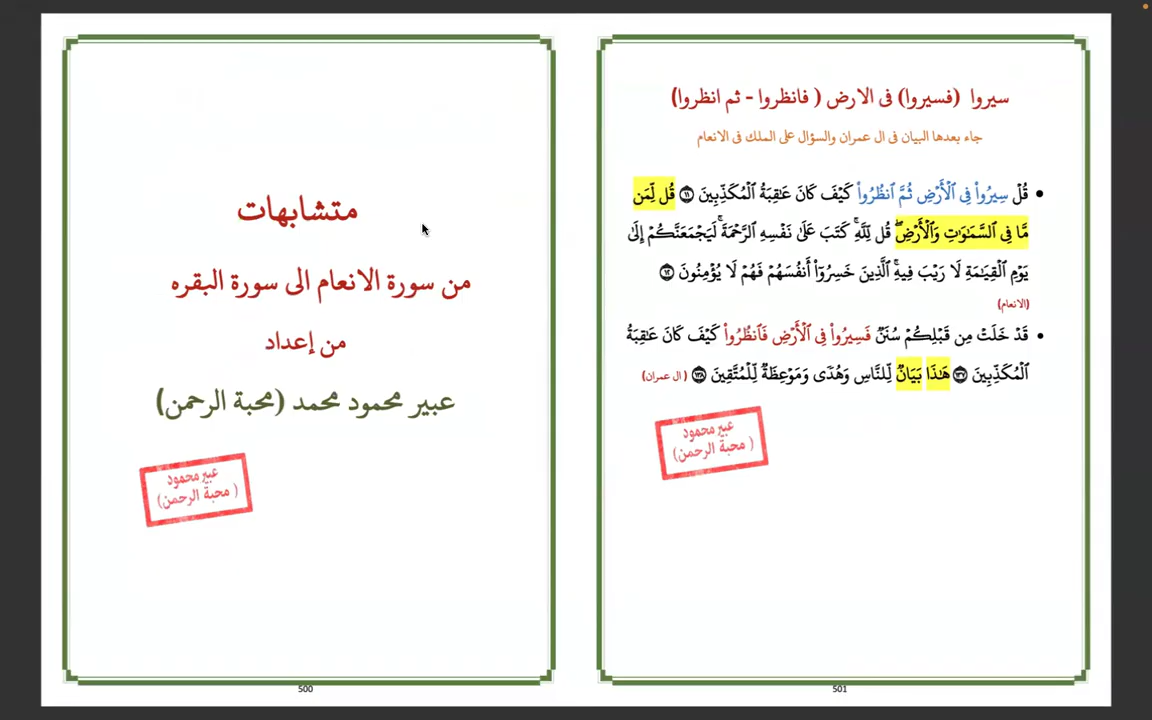 متشابهات
من سورة الانعام الى سورة البقره
من إعداد
عبير محمود محمد (محبة الرحمن)
عبير محمود
( محبة الرحمن)
500
سيروا (فسيروا) فى الارض ( فانظروا - ثم انظروا)
جاء بعدها البيان فى ال عمران والسؤال على الملك فى الانعام
• قُلْ سِيرُوا۟ فِى ٱلْأَرْضِ ثُمَّ ٱنظُرُوا۟ كَيْفَ كَانَ عَـٰقِبَةُ ٱلْمُكَذِّبِينَ ١١ قُل لِّمَن
مَّا فِى ٱلسَّمَـٰوَٰتِ وَٱلْأَرْضِ ۖ قُل لِّلَّهِ ۚ كَتَبَ عَلَىٰ نَفْسِهِ ٱلرَّحْمَةَ ۚ لَيَجْمَعَنَّكُمْ إِلَىٰ
يَوْمِ ٱلْقِيَـٰمَةِ لَا رَيْبَ فِيهِ ۚ ٱلَّذِينَ خَسِرُوٓا۟ أَنفُسَهُمْ فَهُمْ لَا يُؤْمِنُونَ ١٢
(الانعام)
• قَدْ خَلَتْ مِن قَبْلِكُمْ سُنَنٌ فَسِيرُوا۟ فِى ٱلْأَرْضِ فَٱنظُرُوا۟ كَيْفَ كَانَ عَـٰقِبَةُ
ٱلْمُكَذِّبِينَ ١٣٧ هَـٰذَا بَيَانٌ لِّلنَّاسِ وَهُدًى وَمَوْعِظَةٌ لِّلْمُتَّقِينَ ١٣٨ ( ال عمران)
عبير محمود
( محبة الرحمن)
501